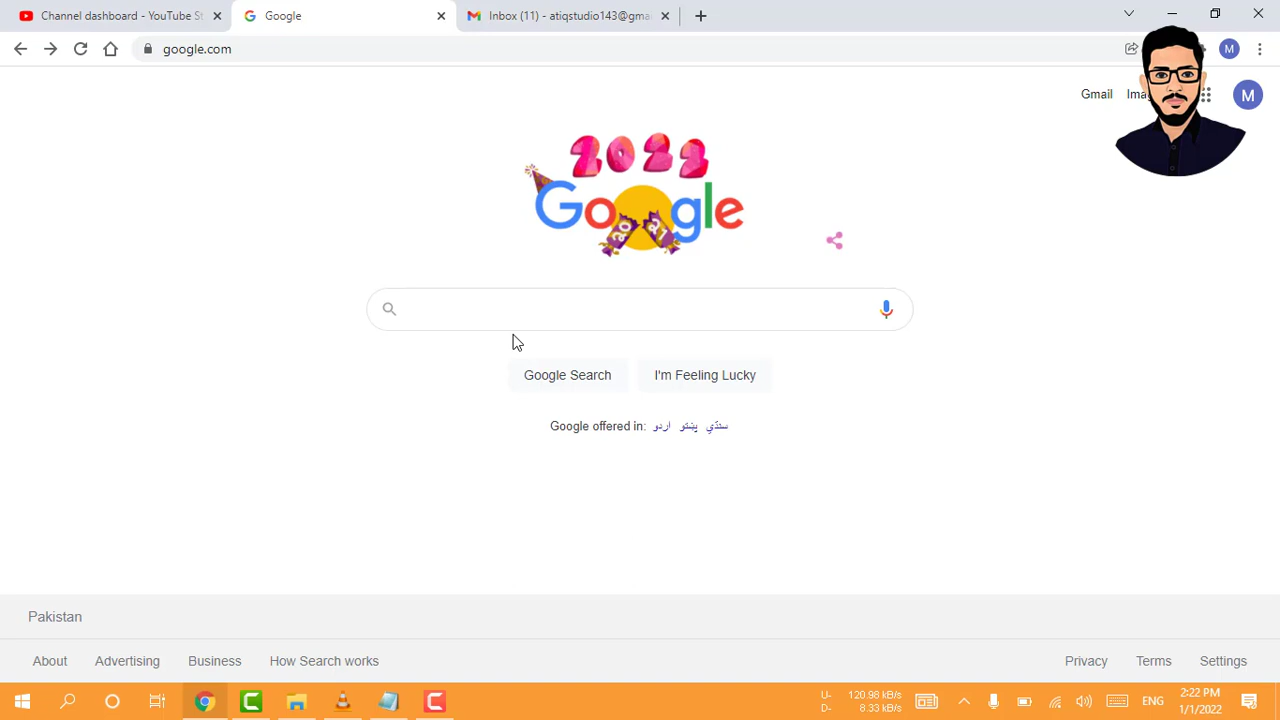 Channel dashboard - YouTube St
Google
Inbox (11) - atiqstudio143@gma
google.com
M
Gmail
M
2022
Google
20 21
Google Search
I'm Feeling Lucky
Google offered in: اردو پښتو سنڌي
Pakistan
About
Advertising
Business
How Search works
Privacy
Terms
Settings
U- 120.98 kB/s
D- 8.33 kB/s
ENG
2:22 PM
1/1/2022